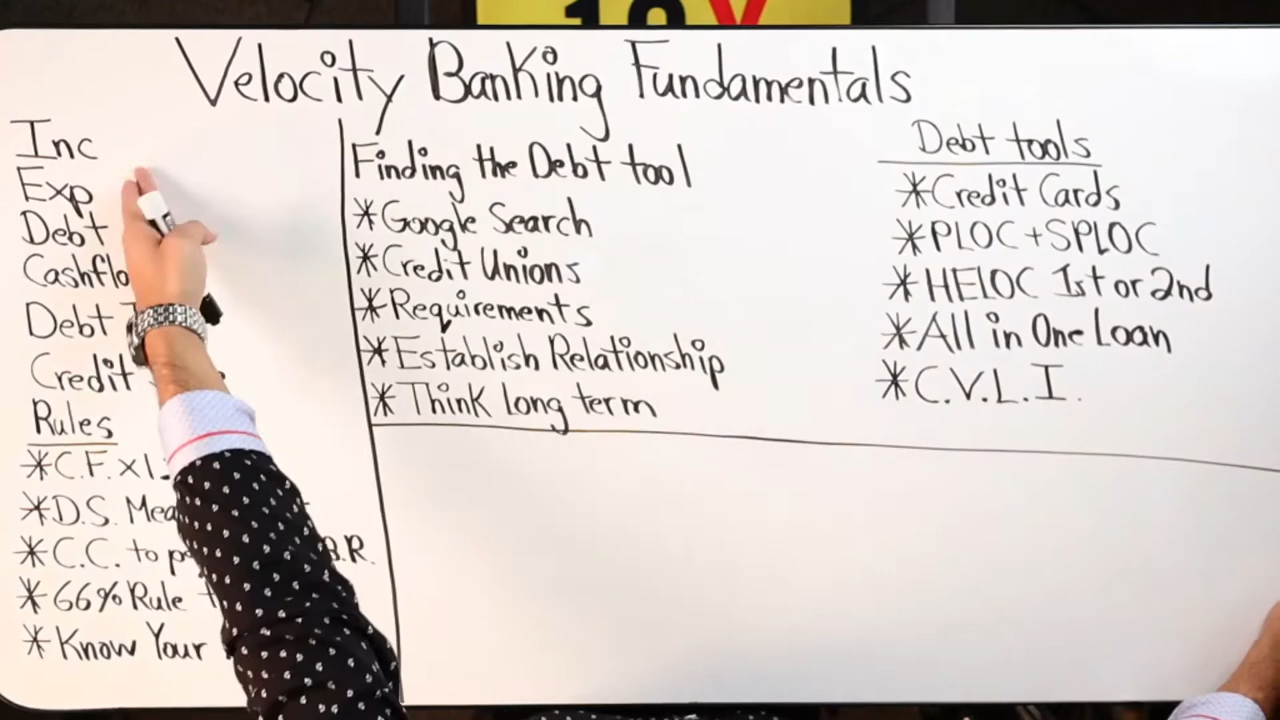 Velocity Banking Fundamentals
Inc
Exp
Debt
Cashflo
Debt
Credit
Rules
*C.F. x1.
*D.S. Mea
*C.C. to p B.R.
*66% Rule
*Know Your
Finding the Debt tool
*Google Search
*Credit Unions
*Requirements
*Establish Relationship
*Think long term
Debt tools
*Credit Cards
*PLOC + SPLOC
*HELOC 1st or 2nd
*All in One Loan
*C.V.L.I.